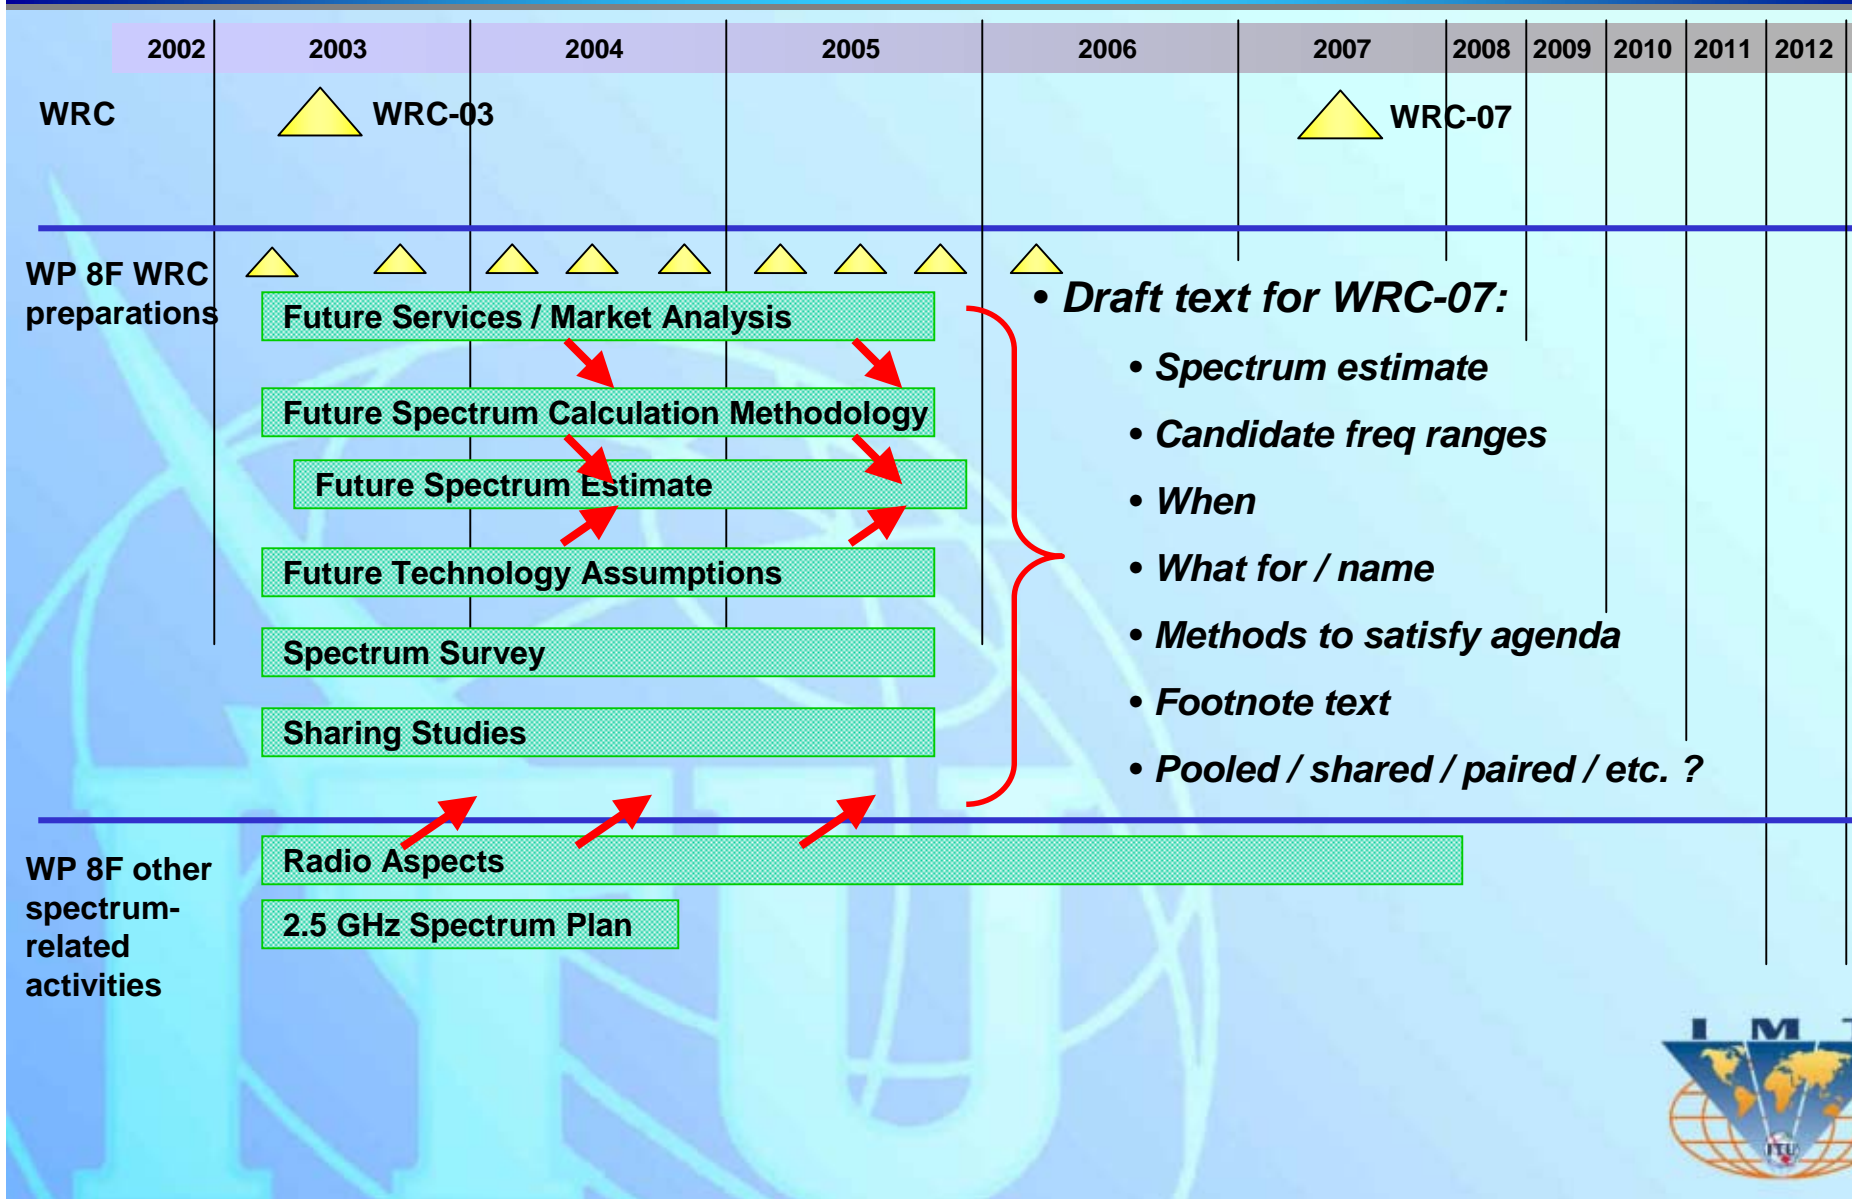 2002 2003 2004 2005 2006 2007 2008 2009 2010 2011 2012
WRC
WRC-03
WRC-07
WP 8F WRC
preparations
Future Services / Market Analysis
Future Spectrum Calculation Methodology
Future Spectrum Estimate
Future Technology Assumptions
Spectrum Survey
Sharing Studies
• Draft text for WRC-07:
• Spectrum estimate
• Candidate freq ranges
• When
• What for / name
• Methods to satisfy agenda
• Footnote text
• Pooled / shared / paired / etc. ?
WP 8F other
spectrum-
related
activities
Radio Aspects
2.5 GHz Spectrum Plan
ITU
I M
ITU